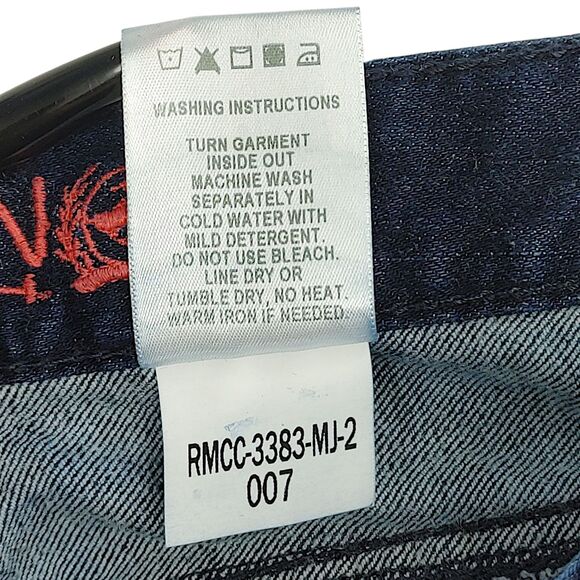 WASHING INSTRUCTIONS
TURN GARMENT
INSIDE OUT
MACHINE WASH
SEPARATELY IN
COLD WATER WITH
MILD DETERGENT.
DO NOT USE BLEACH.
LINE DRY OR
TUMBLE DRY, NO HEAT.
WARM IRON IF NEEDED.
RMCC-3383-MJ-2
007